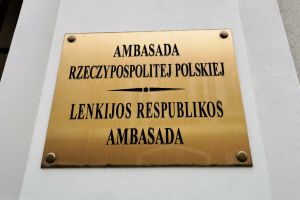 AMBASADA
RZECZYPOSPOLITEJ POLSKIEJ
LENKIJOS RESPUBLIKOS
AMBASADA